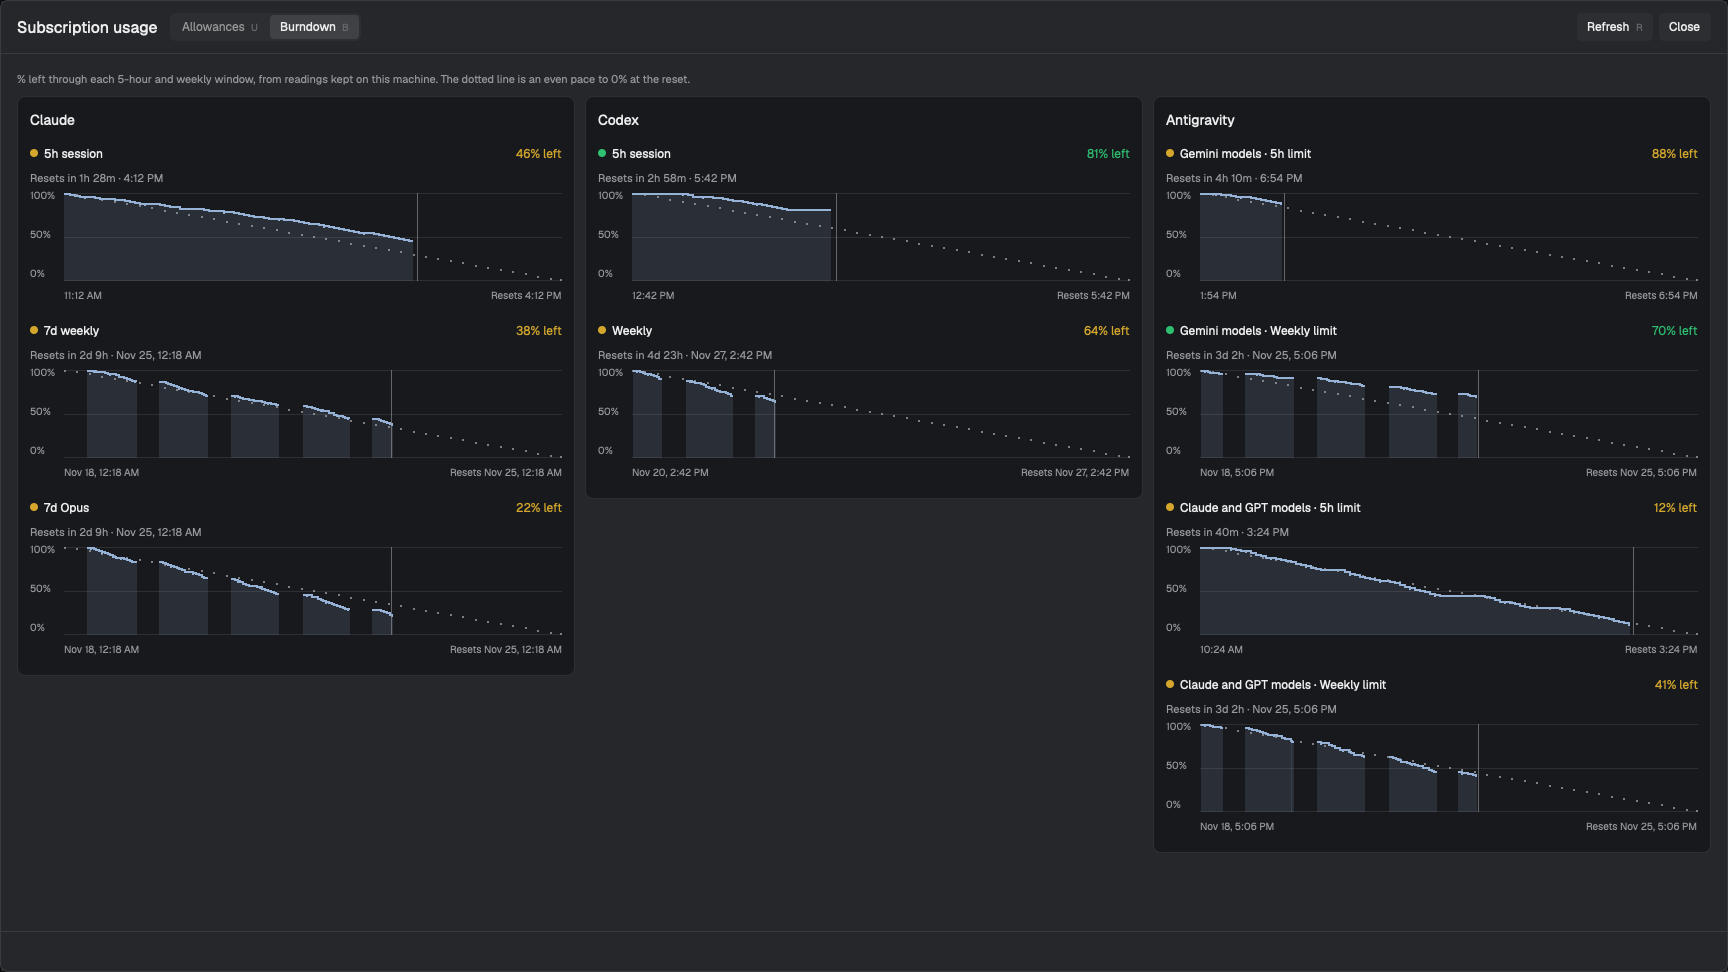 Subscription usage
Allowances U
Burndown B
Refresh R
Close
% left through each 5-hour and weekly window, from readings kept on this machine. The dotted line is an even pace to 0% at the reset.
Claude
5h session 46% left
Resets in 1h 28m · 4:12 PM
100%
50%
0%
11:12 AM Resets 4:12 PM
7d weekly 38% left
Resets in 2d 9h · Nov 25, 12:18 AM
100%
50%
0%
Nov 18, 12:18 AM Resets Nov 25, 12:18 AM
7d Opus 22% left
Resets in 2d 9h · Nov 25, 12:18 AM
100%
50%
0%
Nov 18, 12:18 AM Resets Nov 25, 12:18 AM
Codex
5h session 81% left
Resets in 2h 58m · 5:42 PM
100%
50%
0%
12:42 PM Resets 5:42 PM
Weekly 64% left
Resets in 4d 23h · Nov 27, 2:42 PM
100%
50%
0%
Nov 20, 2:42 PM Resets Nov 27, 2:42 PM
Antigravity
Gemini models · 5h limit 88% left
Resets in 4h 10m · 6:54 PM
100%
50%
0%
1:54 PM Resets 6:54 PM
Gemini models · Weekly limit 70% left
Resets in 3d 2h · Nov 25, 5:06 PM
100%
50%
0%
Nov 18, 5:06 PM Resets Nov 25, 5:06 PM
Claude and GPT models · 5h limit 12% left
Resets in 40m · 3:24 PM
100%
50%
0%
10:24 AM Resets 3:24 PM
Claude and GPT models · Weekly limit 41% left
Resets in 3d 2h · Nov 25, 5:06 PM
100%
50%
0%
Nov 18, 5:06 PM Resets Nov 25, 5:06 PM